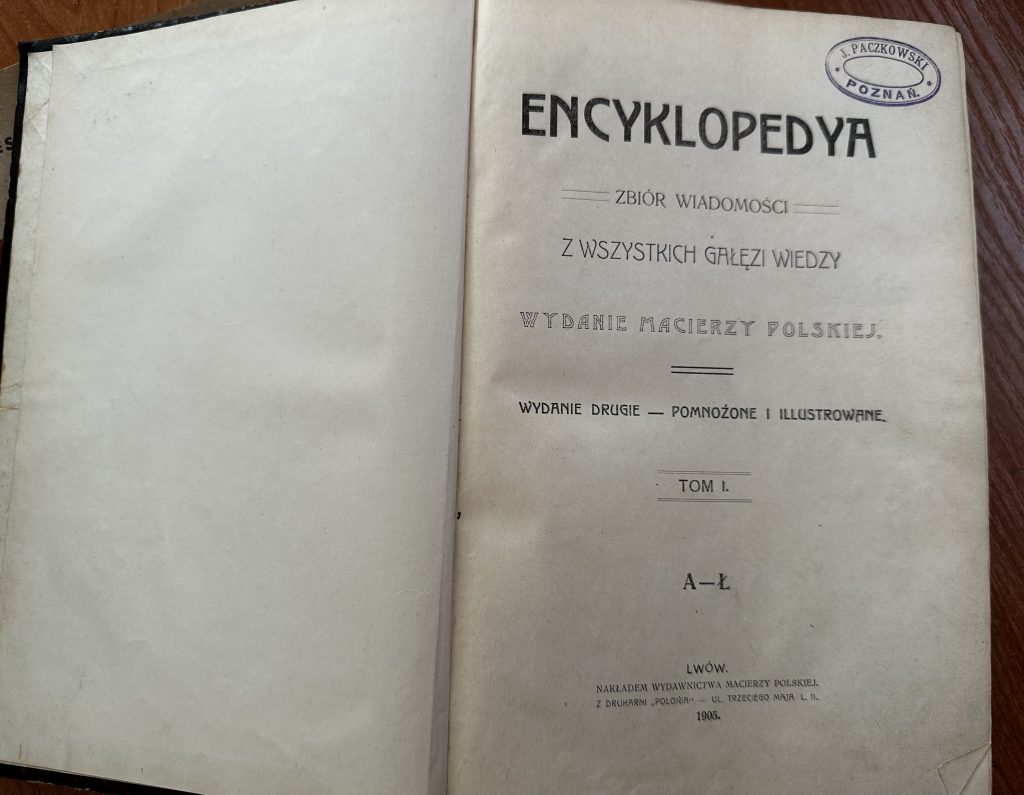 J. PACZKOWSKI
* POZNAŃ. *
ENCYKLOPEDYA
ZBIÓR WIADOMOŚCI
Z WSZYSTKICH GAŁĘZI WIEDZY
WYDANIE MACIERZY POLSKIEJ.
WYDANIE DRUGIE — POMNOŻONE I ILLUSTROWANE.
TOM I.
A—Ł
LWÓW.
NAKŁADEM WYDAWNICTWA MACIERZY POLSKIEJ.
Z DRUKARNI „POLONIA" — UL. TRZECIEGO MAJA L.
1905.